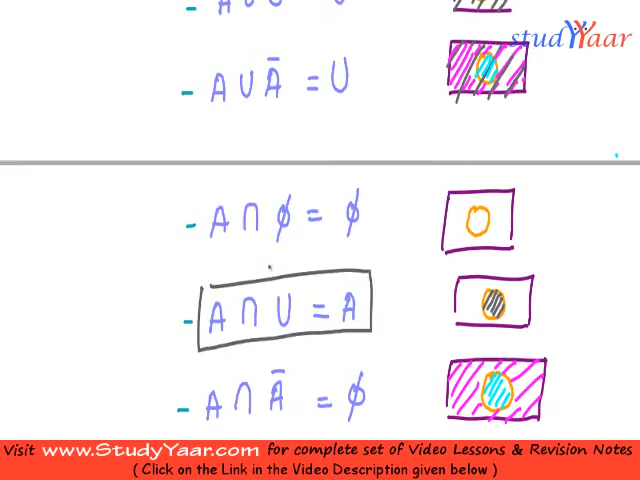 studYYaar
- A ∪ Ā = U
- A ∩ ϕ = ϕ
- A ∩ U = A
- A ∩ Ā = ϕ
Visit www.StudyYaar.com for complete set of Video Lessons & Revision Notes
( Click on the Link in the Video Description given below )